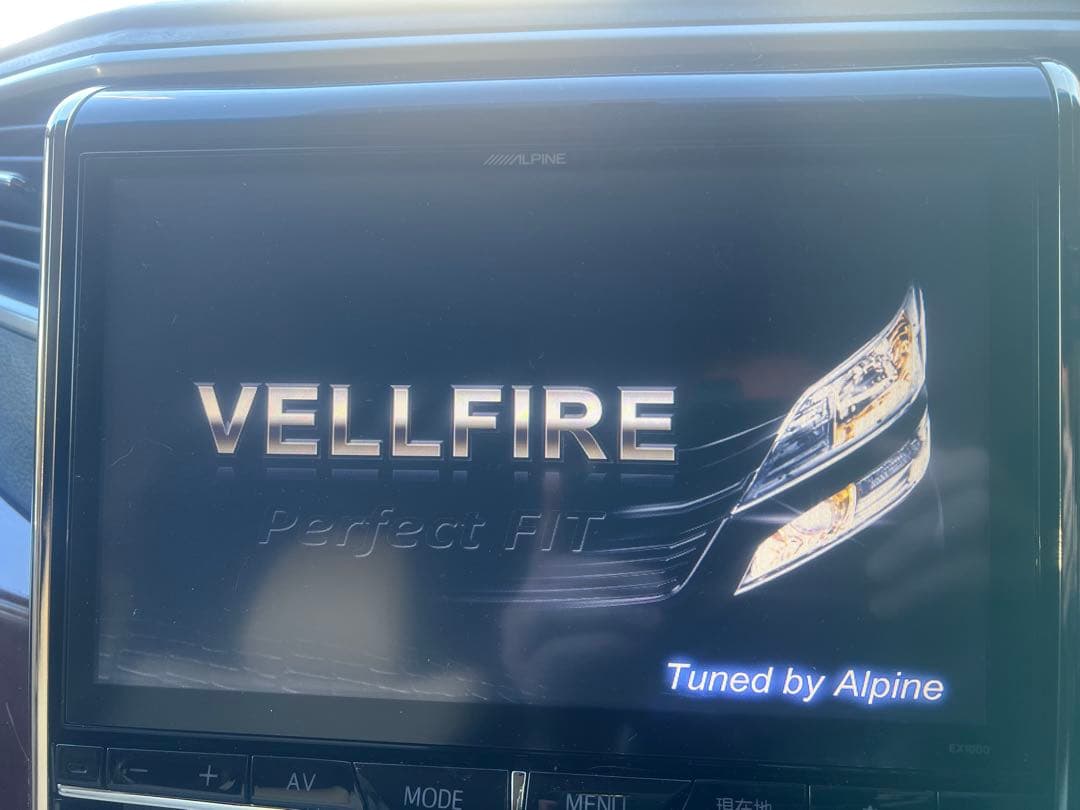 ALPINE
VELLFIRE
Perfect FIT
Tuned by Alpine
EX1000
− + AV MODE MENU 現在地